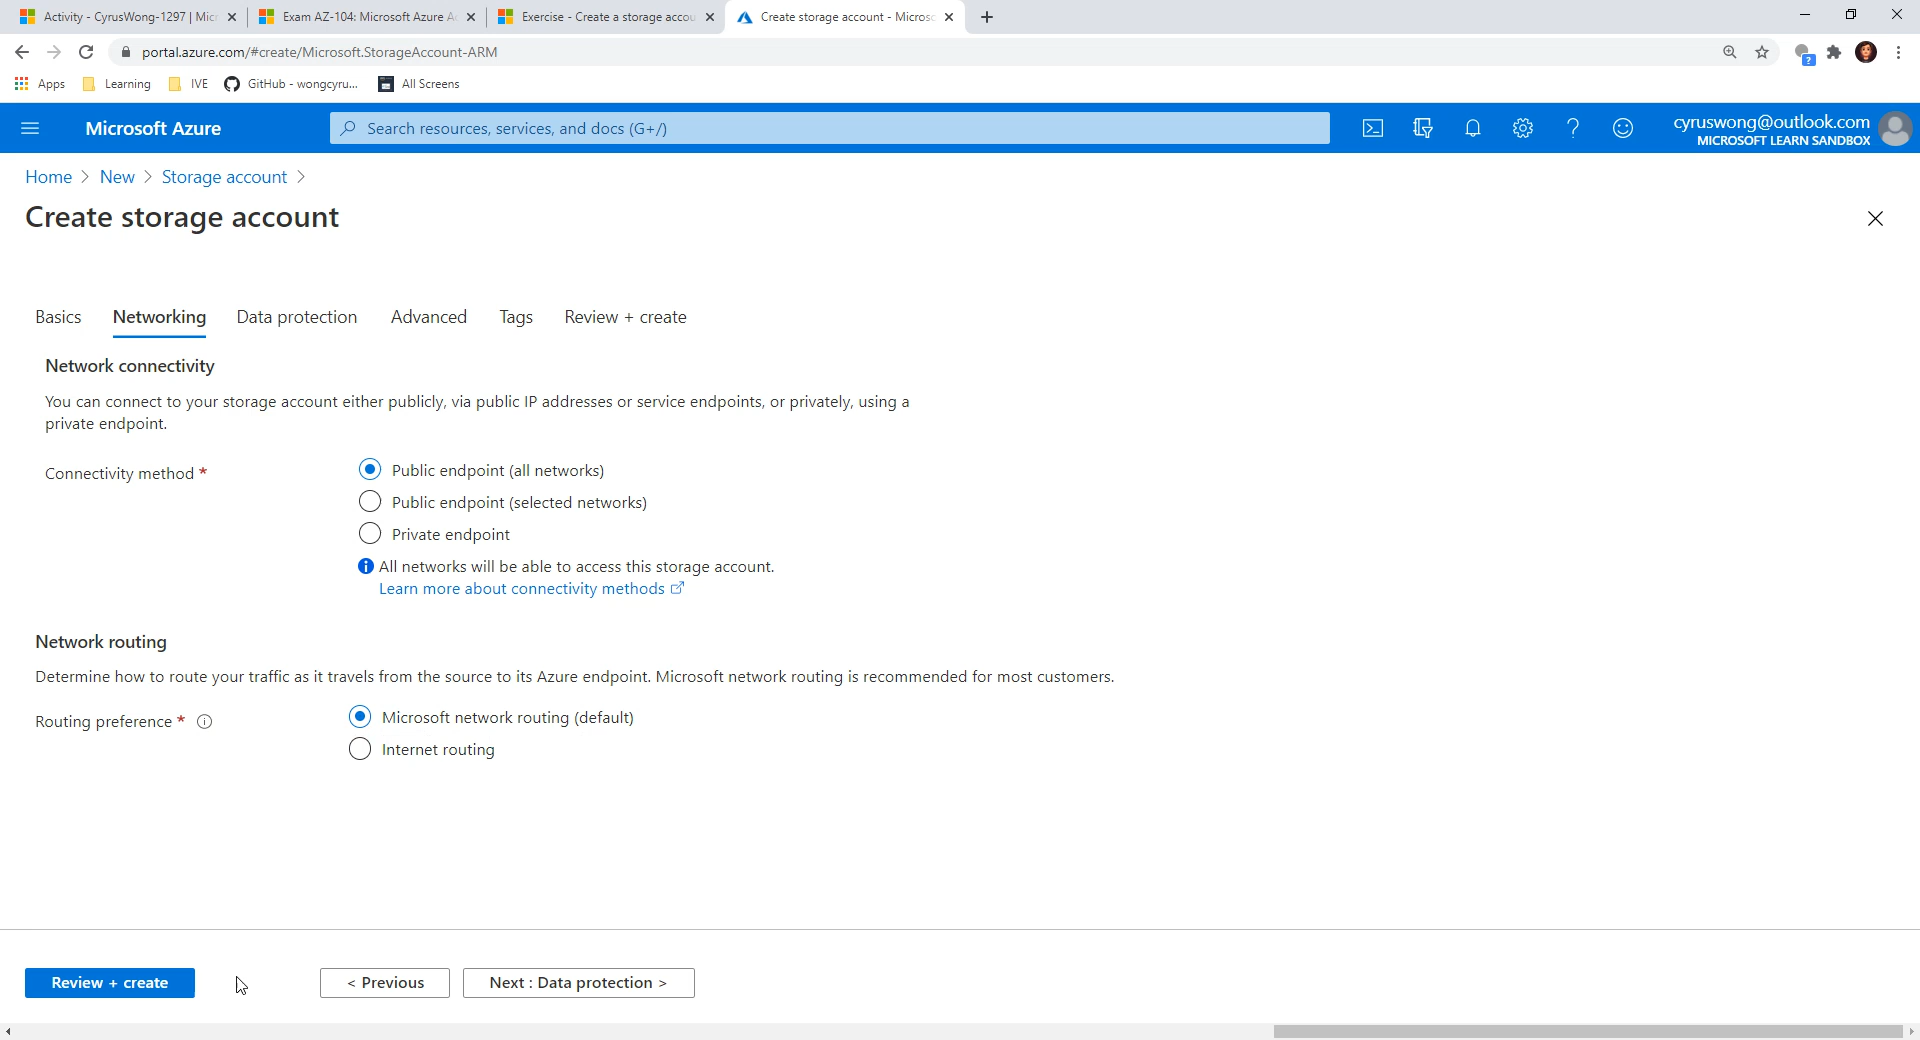 Activity - CyrusWong-1297 | Mic
Exam AZ-104: Microsoft Azure A
Exercise - Create a storage accou
Create storage account - Microso
portal.azure.com/#create/Microsoft.StorageAccount-ARM
Apps
Learning
IVE
GitHub - wongcyru...
All Screens
Microsoft Azure
Search resources, services, and docs (G+/)
cyruswong@outlook.com
MICROSOFT LEARN SANDBOX
Home > New > Storage account >
Create storage account
Basics
Networking
Data protection
Advanced
Tags
Review + create
Network connectivity
You can connect to your storage account either publicly, via public IP addresses or service endpoints, or privately, using a
private endpoint.
Connectivity method *
Public endpoint (all networks)
Public endpoint (selected networks)
Private endpoint
All networks will be able to access this storage account.
Learn more about connectivity methods
Network routing
Determine how to route your traffic as it travels from the source to its Azure endpoint. Microsoft network routing is recommended for most customers.
Routing preference *
Microsoft network routing (default)
Internet routing
Review + create
< Previous
Next : Data protection >